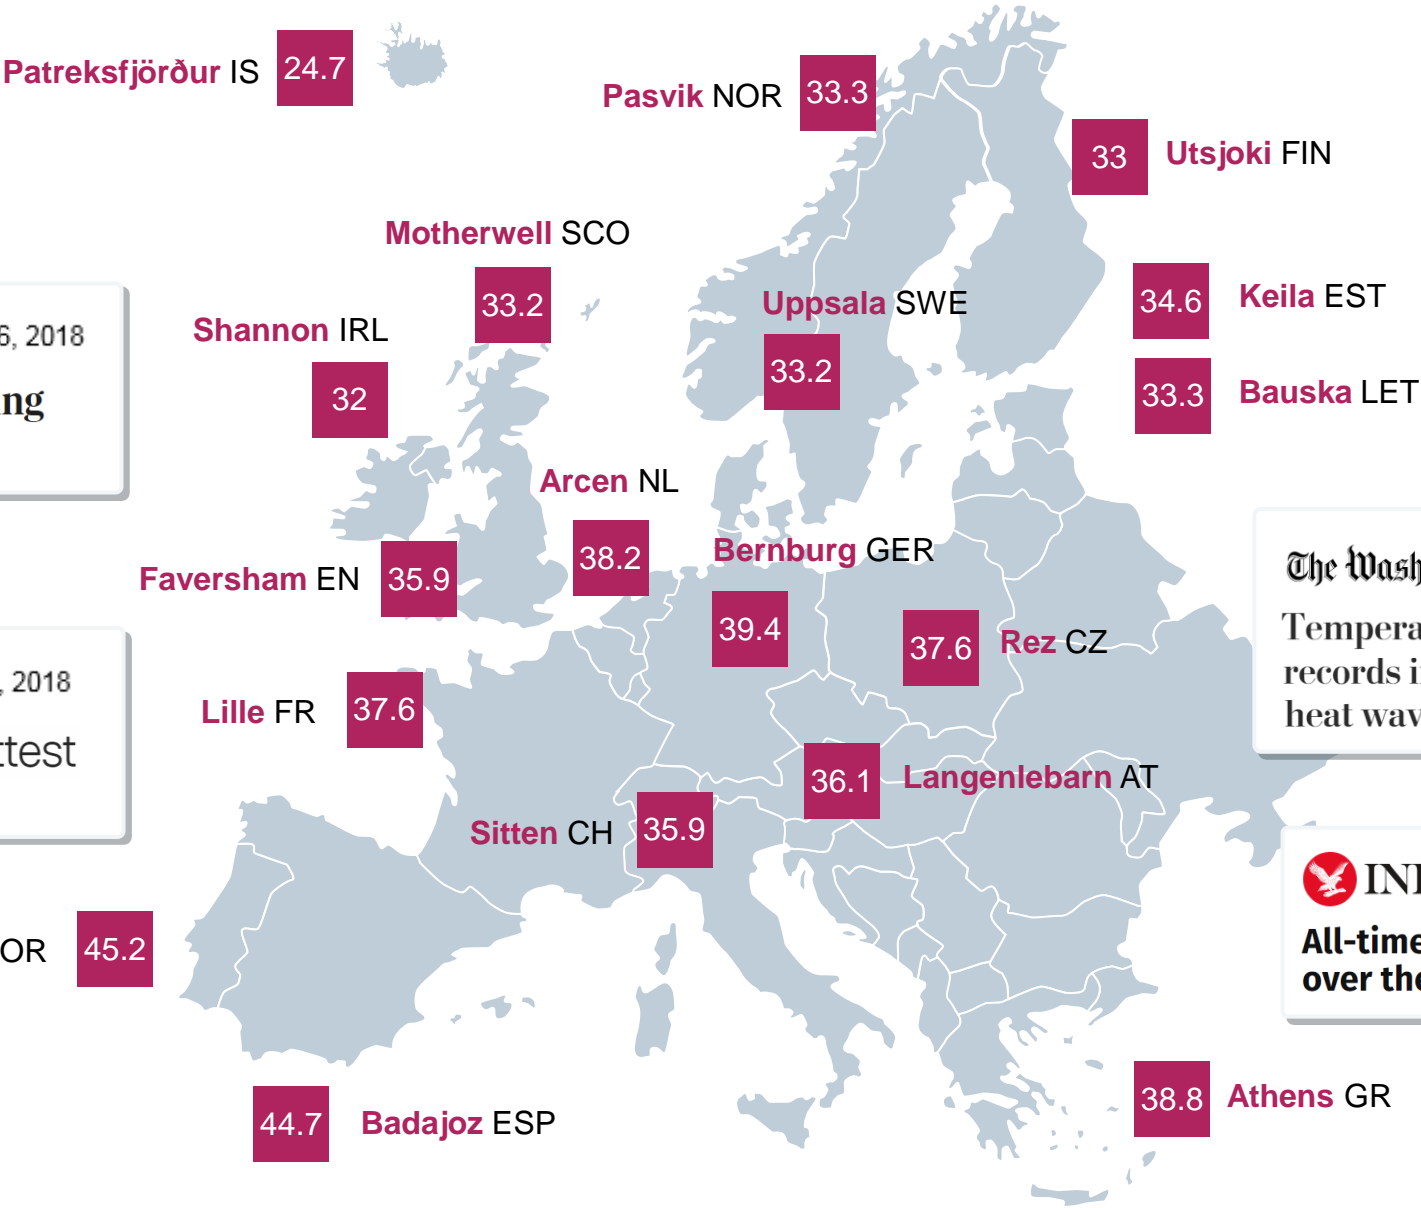 Patreksfjörður IS 24.7
Pasvik NOR 33.3
33 Utsjoki FIN
Motherwell SCO
33.2
Uppsala SWE
33.2
34.6 Keila EST
6, 2018
Shannon IRL
32
33.3 Bauska LET
Arcen NL
38.2
Bernburg GER
39.4
Faversham EN 35.9
The Wash
Tempera
records i
heat wav
37.6 Rez CZ
, 2018
Lille FR 37.6
ttest
36.1 Langenlebarn AT
Sitten CH 35.9
IN
All-time
over the
OR 45.2
38.8 Athens GR
44.7 Badajoz ESP